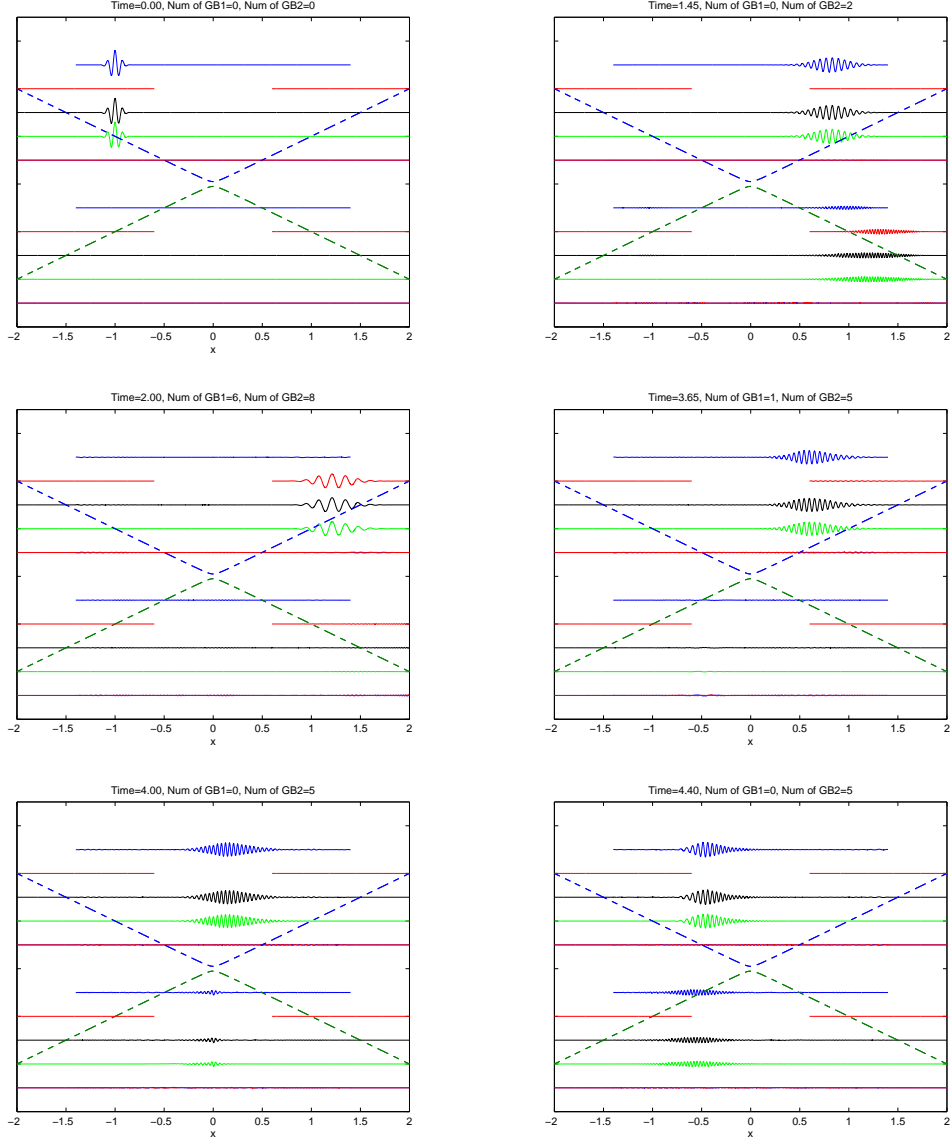 Time=0.00, Num of GB1=0, Num of GB2=0
−2 −1.5 −1 −0.5 0 0.5 1 1.5 2
x
Time=1.45, Num of GB1=0, Num of GB2=2
−2 −1.5 −1 −0.5 0 0.5 1 1.5 2
x
Time=2.00, Num of GB1=6, Num of GB2=8
−2 −1.5 −1 −0.5 0 0.5 1 1.5 2
x
Time=3.65, Num of GB1=1, Num of GB2=5
−2 −1.5 −1 −0.5 0 0.5 1 1.5 2
x
Time=4.00, Num of GB1=0, Num of GB2=5
−2 −1.5 −1 −0.5 0 0.5 1 1.5 2
x
Time=4.40, Num of GB1=0, Num of GB2=5
−2 −1.5 −1 −0.5 0 0.5 1 1.5 2
x